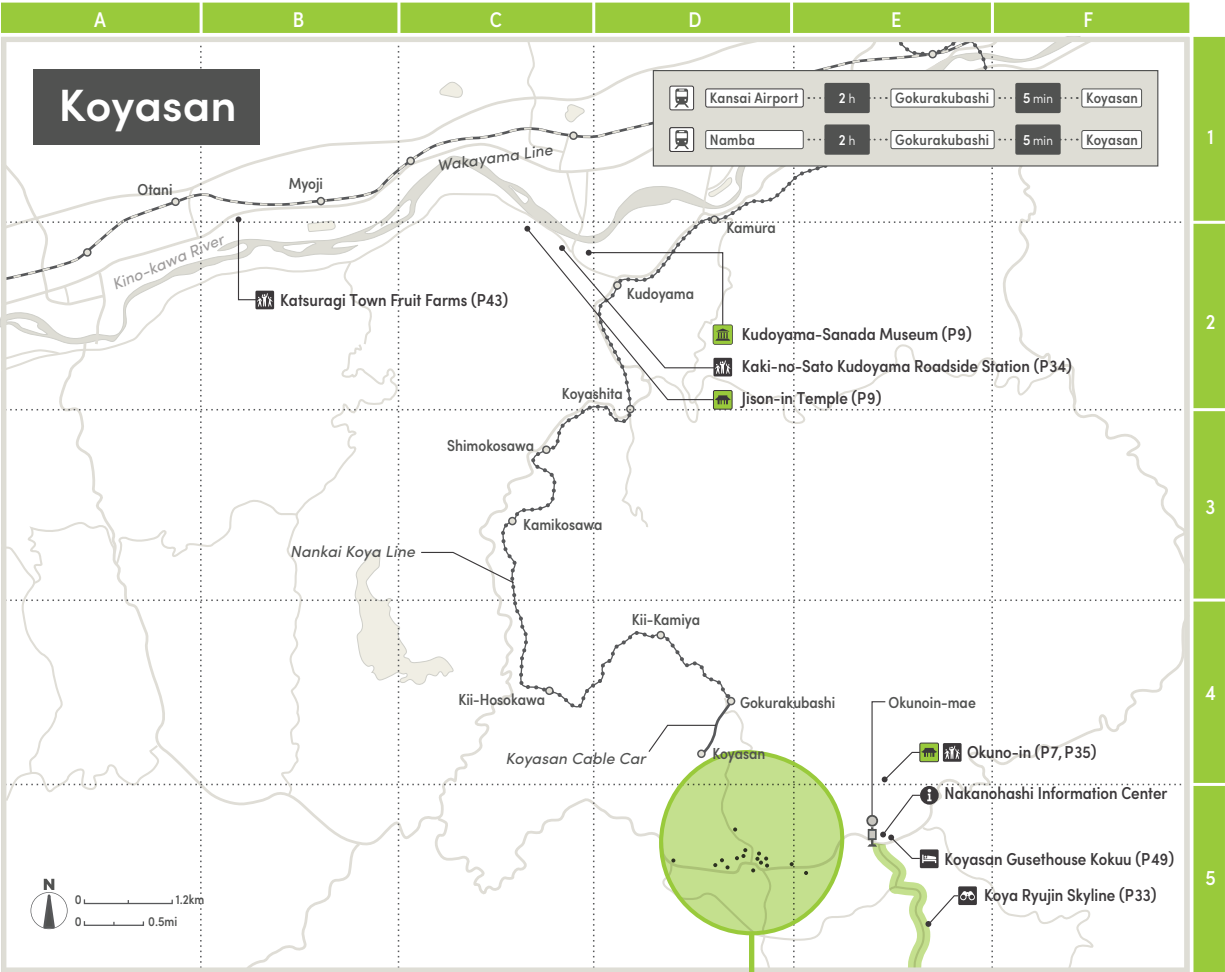 A B C D E F
Koyasan
Kansai Airport 2 h Gokurakubashi 5 min Koyasan
Namba 2 h Gokurakubashi 5 min Koyasan
1
Wakayama Line
Otani
Myoji
Kamura
Kino-kawa River
Kudoyama
Katsuragi Town Fruit Farms (P43)
2
Kudoyama-Sanada Museum (P9)
Kaki-no-Sato Kudoyama Roadside Station (P34)
Koyashita
Jison-in Temple (P9)
Shimokosawa
3
Kamikosawa
Nankai Koya Line
Kii-Kamiya
4
Kii-Hosokawa
Gokurakubashi
Okunoin-mae
Koyasan Cable Car
Koyasan
Okuno-in (P7, P35)
Nakanohashi Information Center
Koyasan Gusethouse Kokuu (P49)
5
Koya Ryujin Skyline (P33)
N
0 1.2km
0 0.5mi